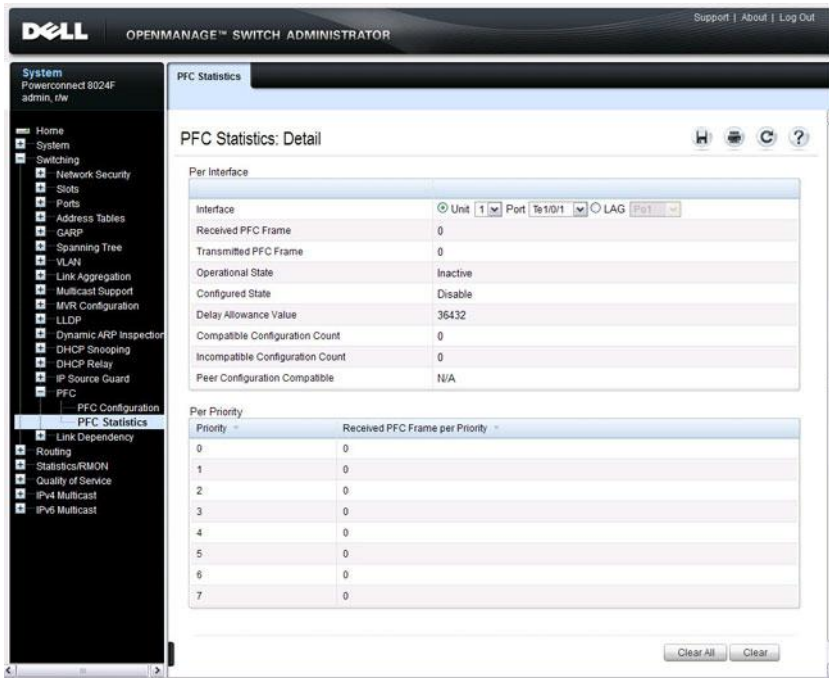 Support | About | Log Out
DELL OPENMANAGE™ SWITCH ADMINISTRATOR
System
Powerconnect 8024F
admin, r/w
Home
System
Switching
Network Security
Slots
Ports
Address Tables
GARP
Spanning Tree
VLAN
Link Aggregation
Multicast Support
MVR Configuration
LLDP
Dynamic ARP Inspection
DHCP Snooping
DHCP Relay
IP Source Guard
PFC
PFC Configuration
PFC Statistics
Link Dependency
Routing
Statistics/RMON
Quality of Service
IPv4 Multicast
IPv6 Multicast
PFC Statistics
PFC Statistics: Detail
Per Interface
Interface Unit 1 Port Te1/0/1 LAG Po1
Received PFC Frame 0
Transmitted PFC Frame 0
Operational State Inactive
Configured State Disable
Delay Allowance Value 36432
Compatible Configuration Count 0
Incompatible Configuration Count 0
Peer Configuration Compatible N/A
Per Priority
Priority Received PFC Frame per Priority
0 0
1 0
2 0
3 0
4 0
5 0
6 0
7 0
Clear All Clear